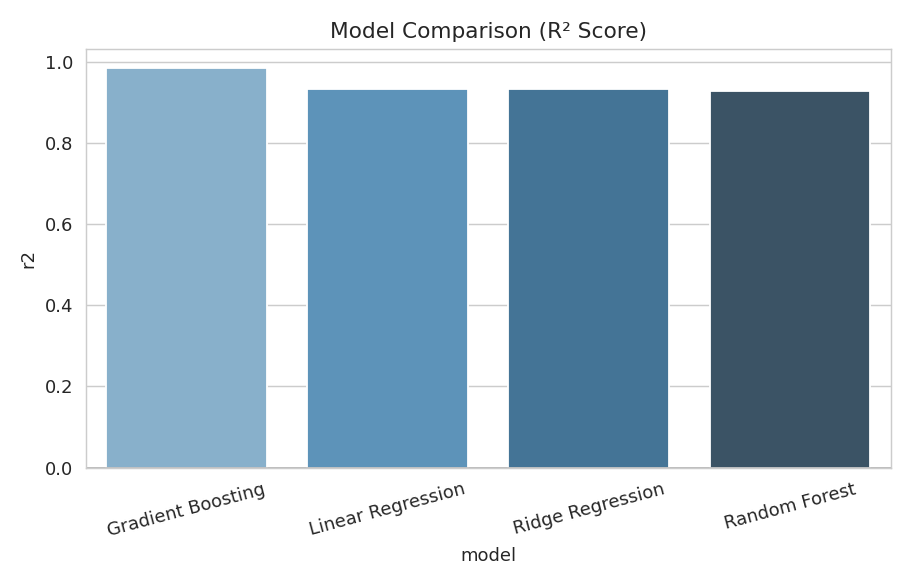 Model Comparison (R² Score)
1.0
0.8
0.6
0.4
0.2
0.0
r2
Gradient Boosting
Linear Regression
Ridge Regression
Random Forest
model